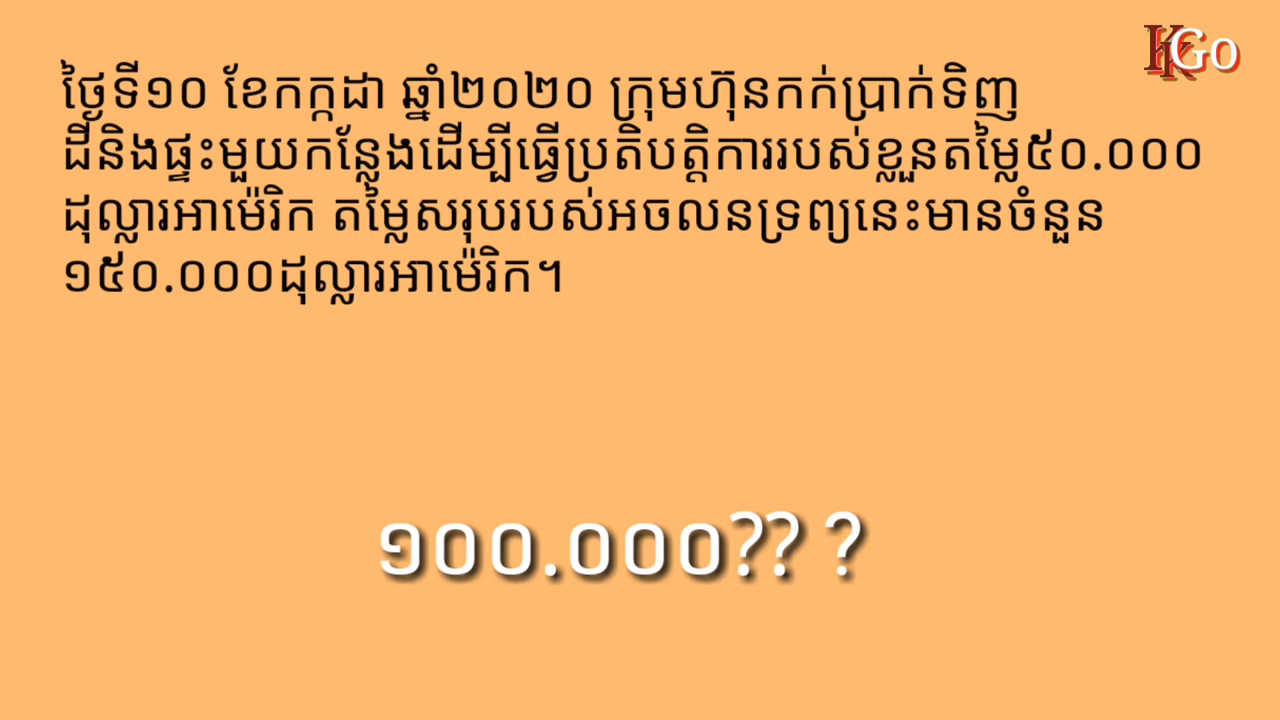 KK Go
ថ្ងៃទី១០ ខែកក្កដា ឆ្នាំ២០២០ ក្រុមហ៊ុនកក់ប្រាក់ទិញ
ដីនិងផ្ទះមួយកន្លែងដើម្បីធ្វើប្រតិបត្តិការរបស់ខ្លួនតម្លៃ៥០.០០០
ដុល្លារអាម៉េរិក តម្លៃសរុបរបស់អចលនទ្រព្យនេះមានចំនួន
១៥០.០០០ដុល្លារអាម៉េរិក។
១០០.០០០?? ?